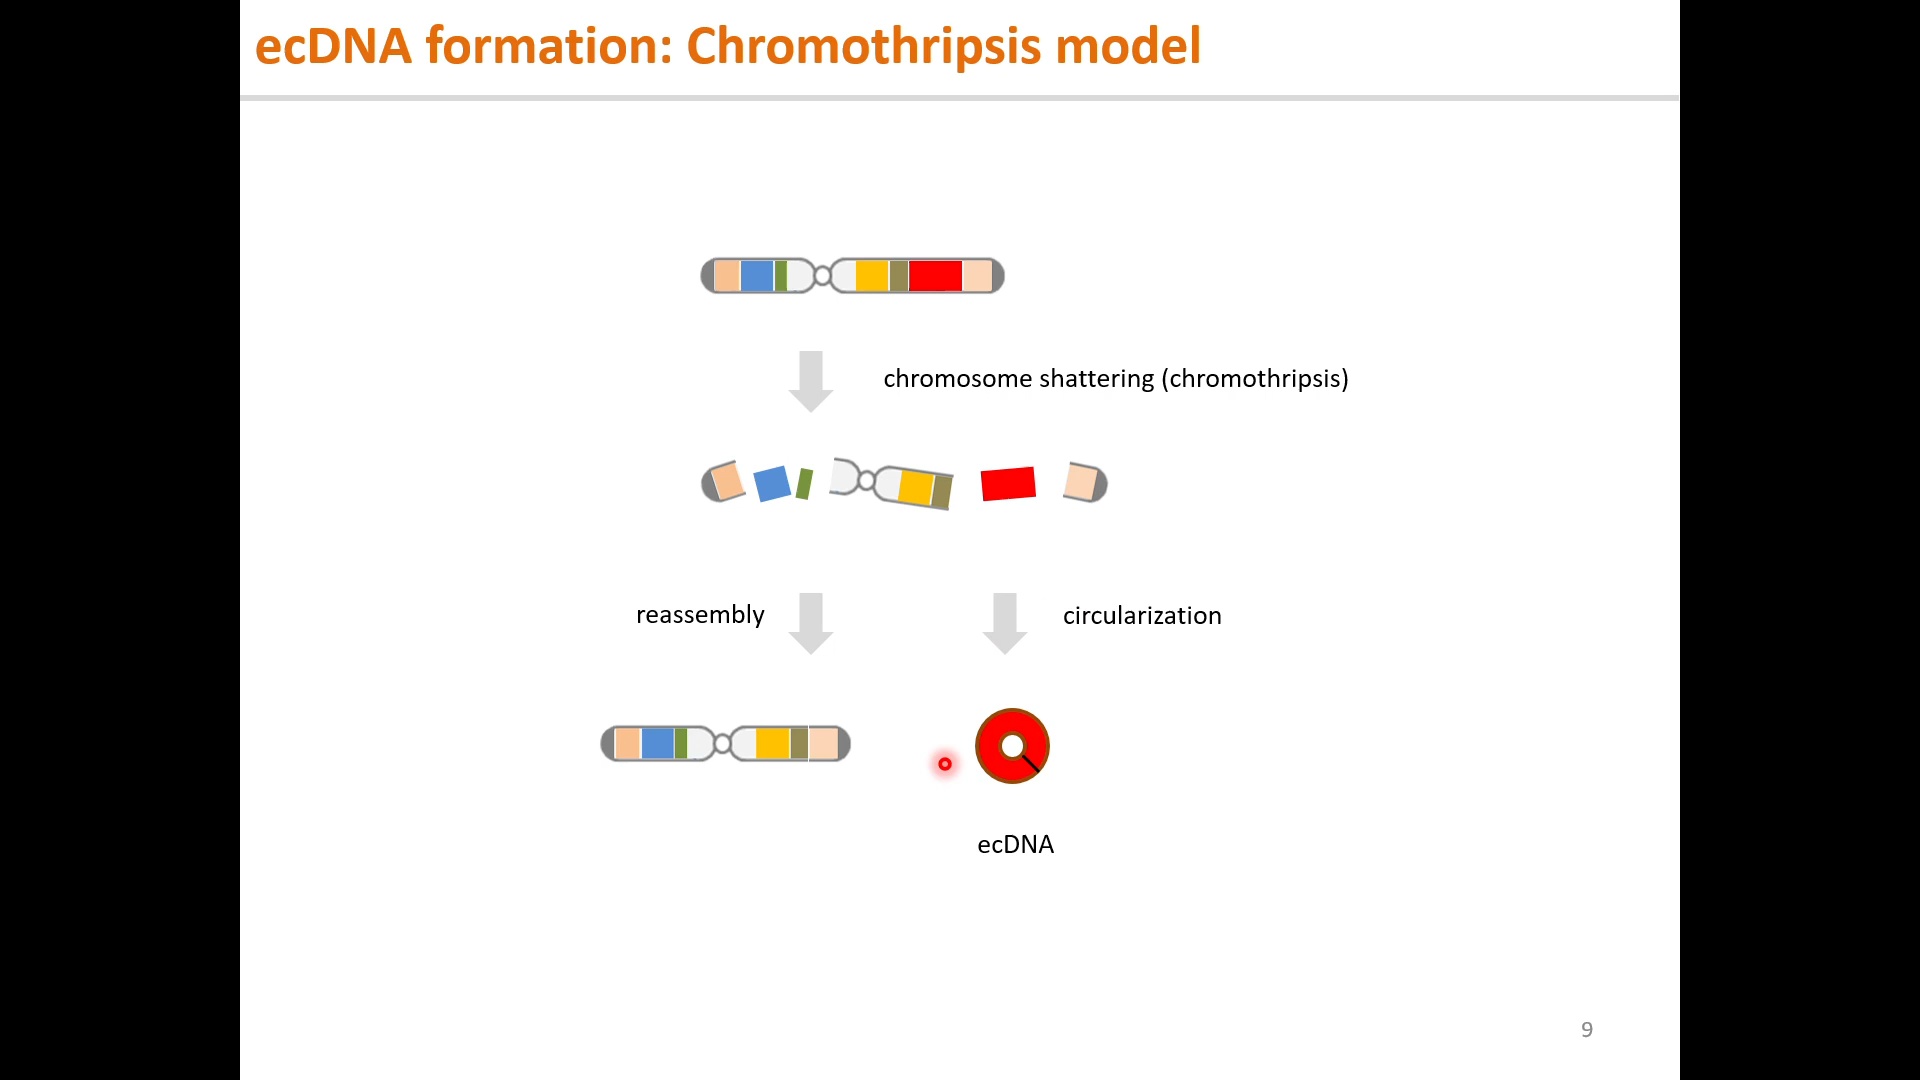 ecDNA formation: Chromothripsis model
chromosome shattering (chromothripsis)
reassembly
circularization
ecDNA
9